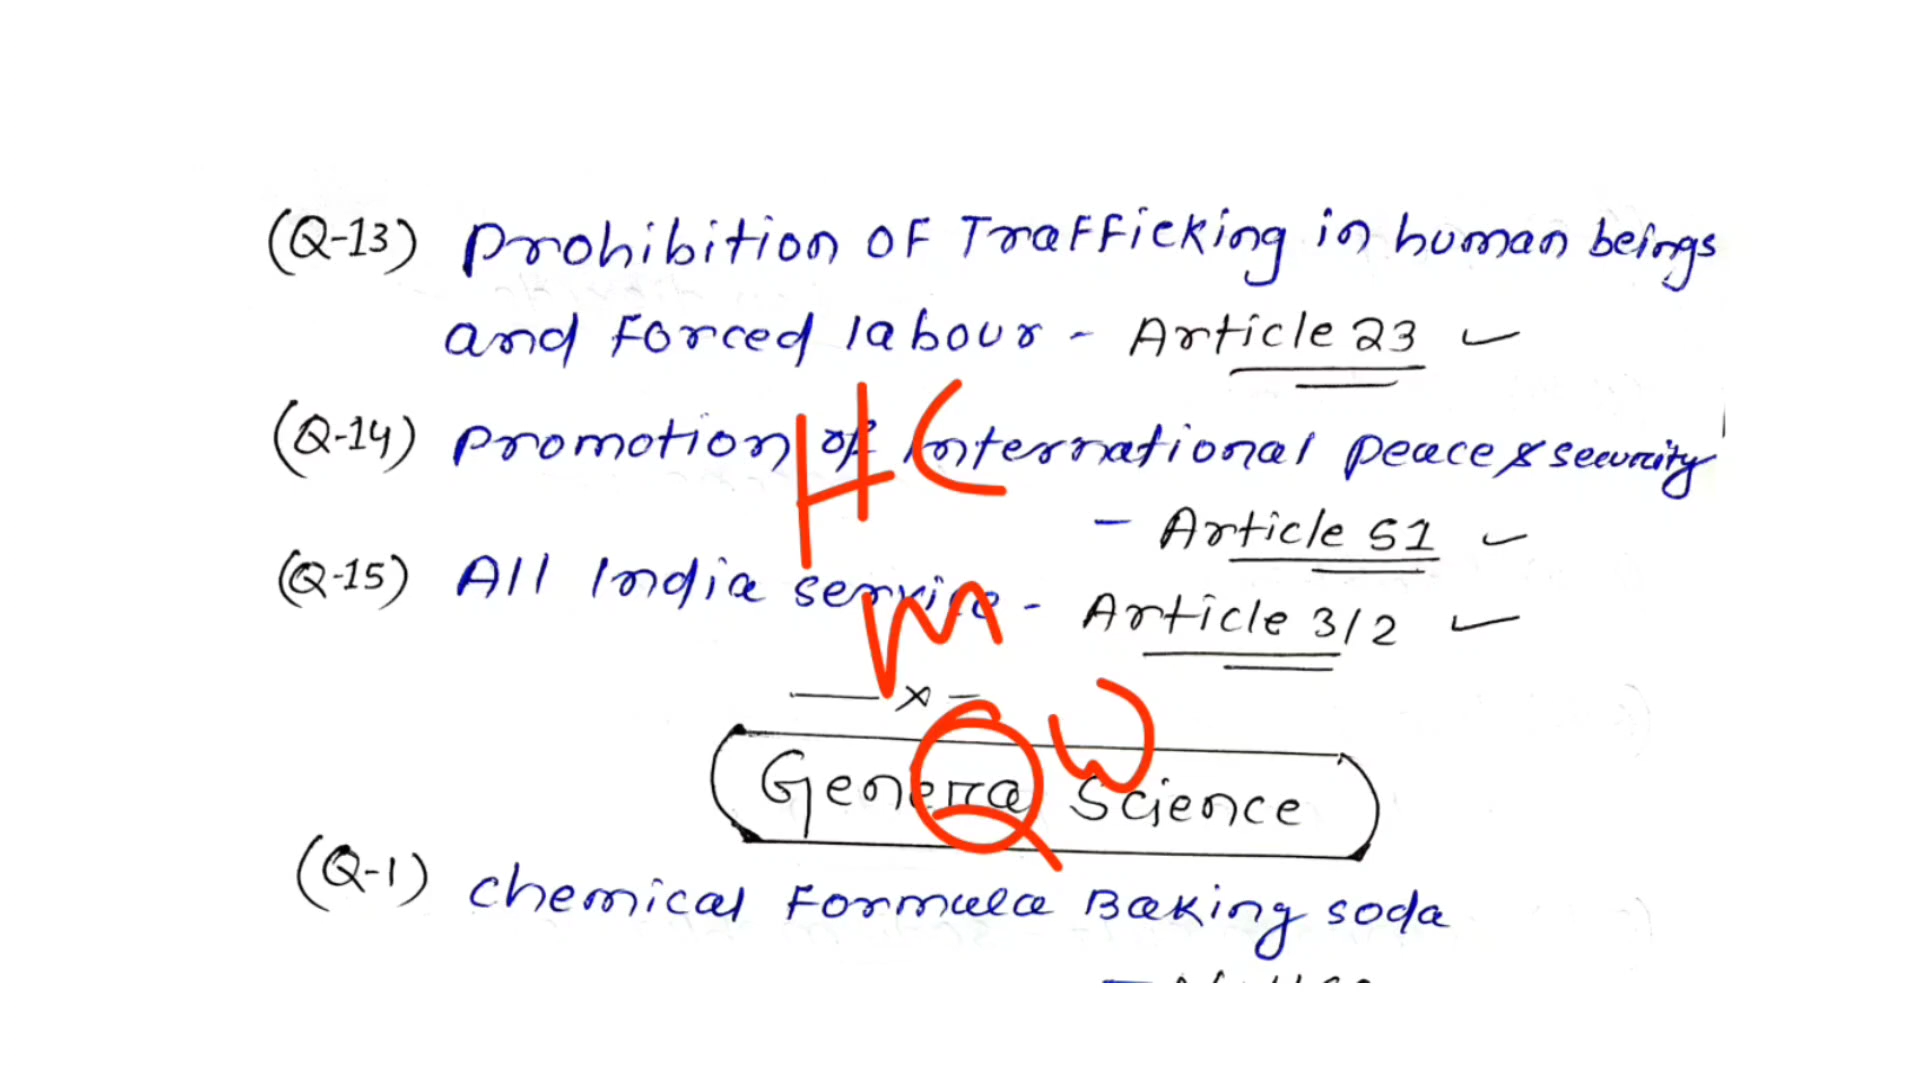 (Q-13) Prohibition OF Trafficking in human beings
and Forced labour - Article 23
(Q-14) Promotion of International peace & security
- Article 51
(Q-15) All India service - Article 312
x
General Science
(Q-1) Chemical Formula Baking soda
H C
M
Q W